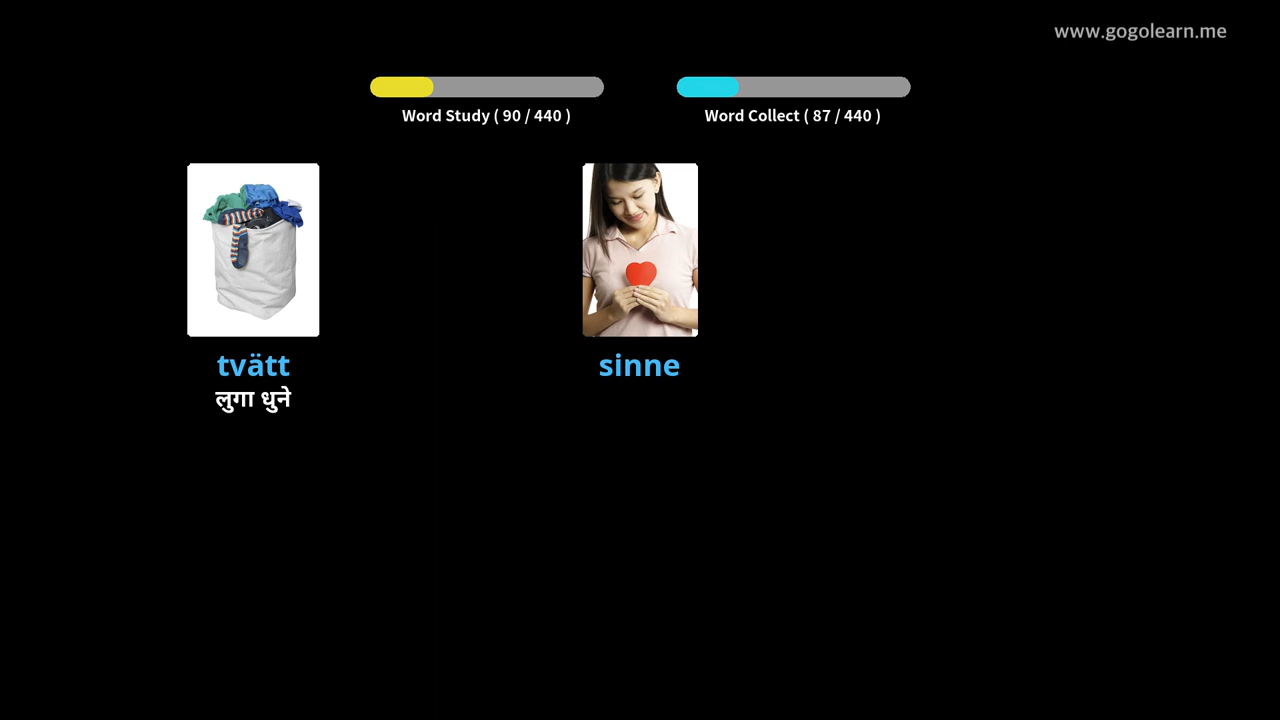 www.gogolearn.me
Word Study ( 90 / 440 )
Word Collect ( 87 / 440 )
tvätt
लुगा धुने
sinne